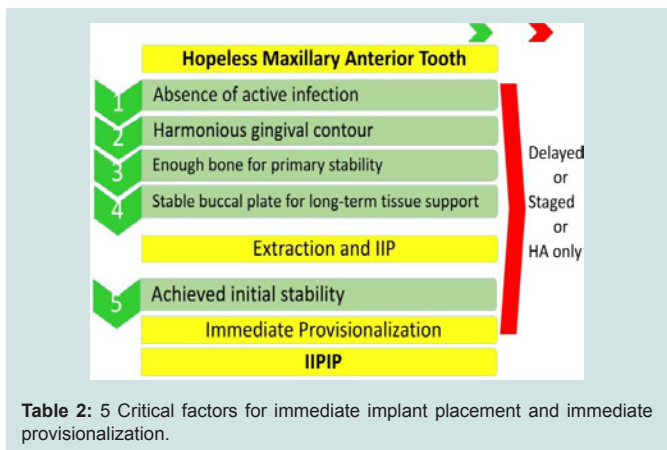 Hopeless Maxillary Anterior Tooth
1 Absence of active infection
2 Harmonious gingival contour
3 Enough bone for primary stability
4 Stable buccal plate for long-term tissue support
Extraction and IIP
5 Achieved initial stability
Immediate Provisionalization
IIPIP
Delayed
or
Staged
or
HA only
Table 2: 5 Critical factors for immediate implant placement and immediate
provisionalization.